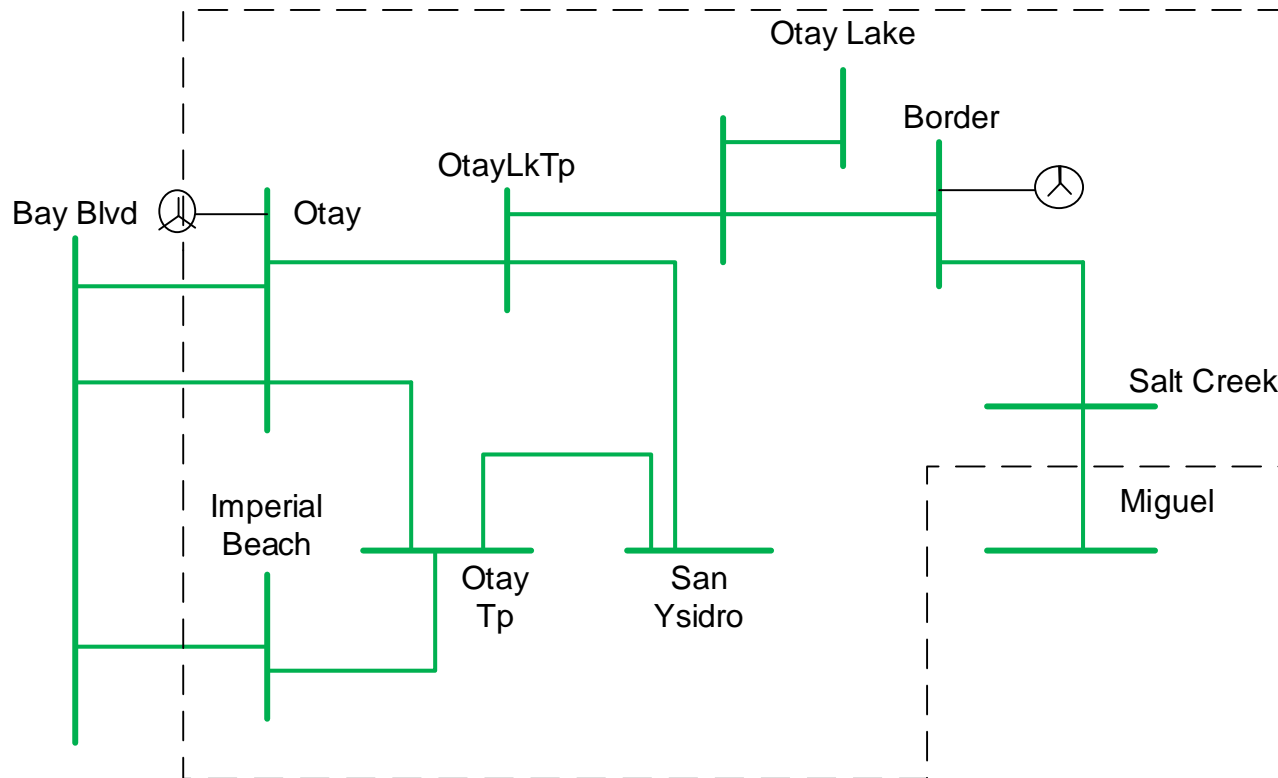 Otay Lake
Border
OtayLkTp
Bay Blvd
Otay
Salt Creek
Imperial
Beach
Miguel
Otay
Tp
San
Ysidro